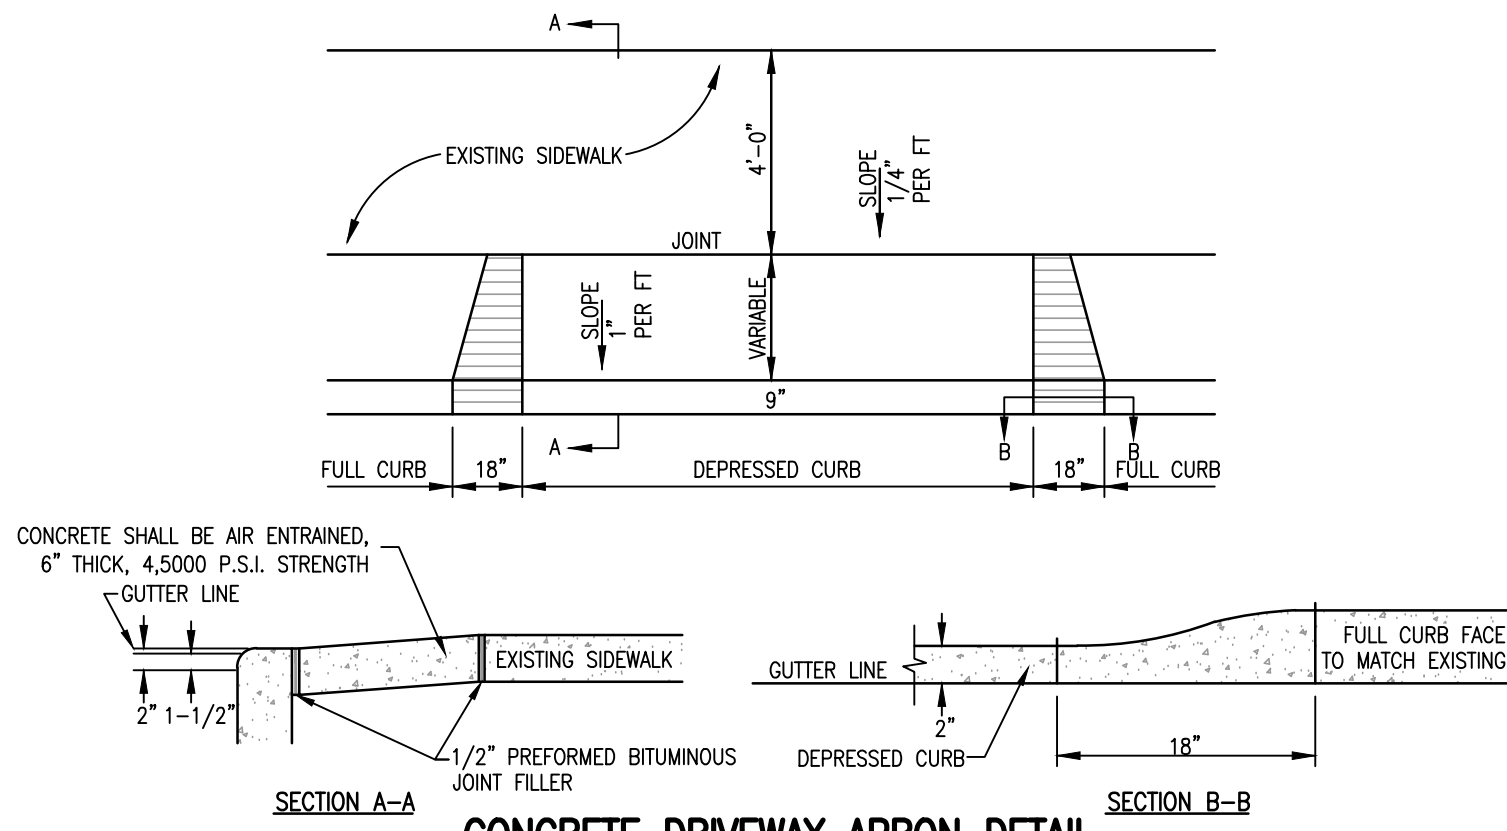 A
EXISTING SIDEWALK
4'-0"
SLOPE
1/4"
PER FT
JOINT
SLOPE
1"
PER FT
VARIABLE
9"
A
B
B
FULL CURB
18"
DEPRESSED CURB
18"
FULL CURB
CONCRETE SHALL BE AIR ENTRAINED,
6" THICK, 4,5000 P.S.I. STRENGTH
GUTTER LINE
EXISTING SIDEWALK
2"
1-1/2"
1/2" PREFORMED BITUMINOUS
JOINT FILLER
SECTION A-A
GUTTER LINE
FULL CURB FACE
TO MATCH EXISTING
2"
DEPRESSED CURB
18"
SECTION B-B
CONCRETE DRIVEWAY APRON DETAIL